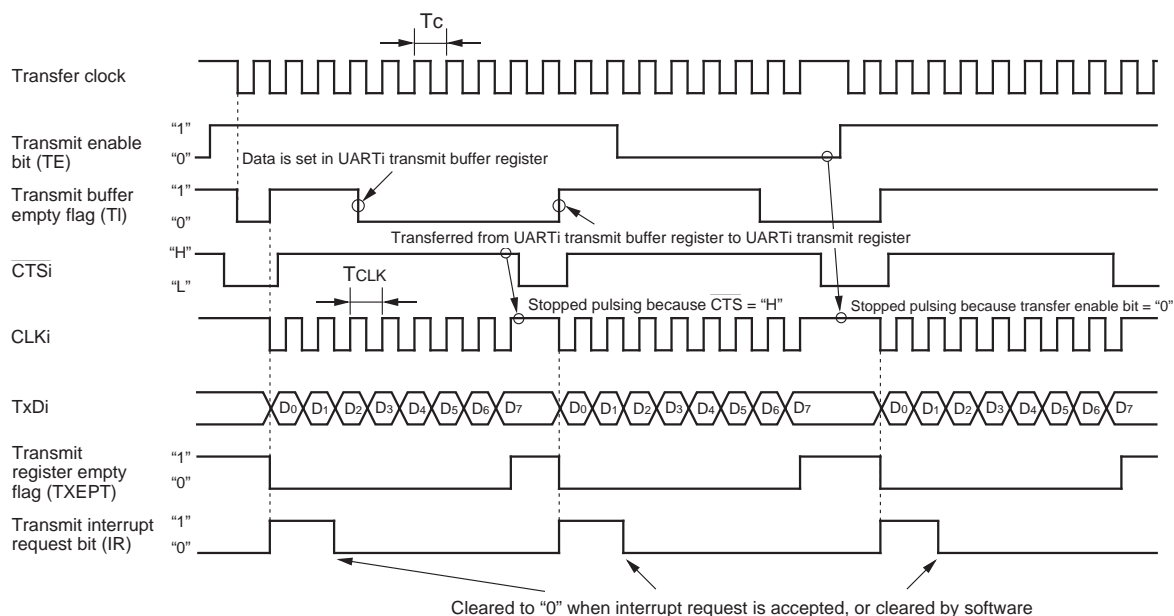 Tc
Transfer clock
Transmit enable
bit (TE)
“1”
“0”
Data is set in UARTi transmit buffer register
Transmit buffer
empty flag (TI)
“1”
“0”
Transferred from UARTi transmit buffer register to UARTi transmit register
CTSi
“H”
“L”
TCLK
Stopped pulsing because CTS = “H”
Stopped pulsing because transfer enable bit = “0”
CLKi
TxDi
D0 D1 D2 D3 D4 D5 D6 D7 D0 D1 D2 D3 D4 D5 D6 D7 D0 D1 D2 D3 D4 D5 D6 D7
Transmit
register empty
flag (TXEPT)
“1”
“0”
Transmit interrupt
request bit (IR)
“1”
“0”
Cleared to “0” when interrupt request is accepted, or cleared by software